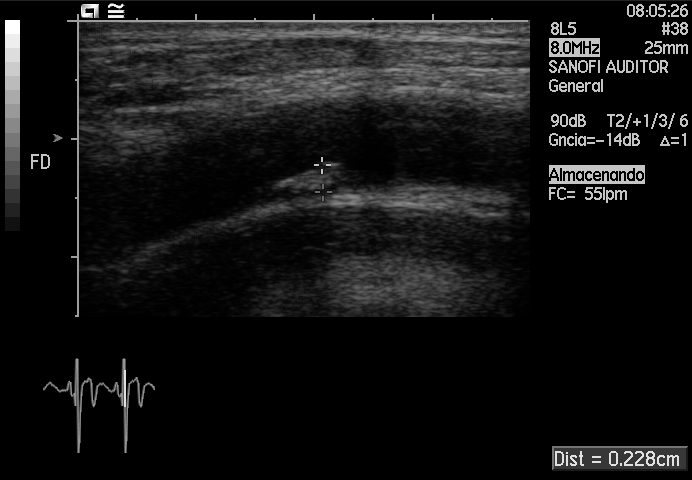 08:05:26
8L5 #38
8.0MHz 25mm
SANOFI AUDITOR
General
90dB T2/+1/3/ 6
Gncia=-14dB Δ=1
FD
Almacenando
FC= 55lpm
Dist = 0.228cm